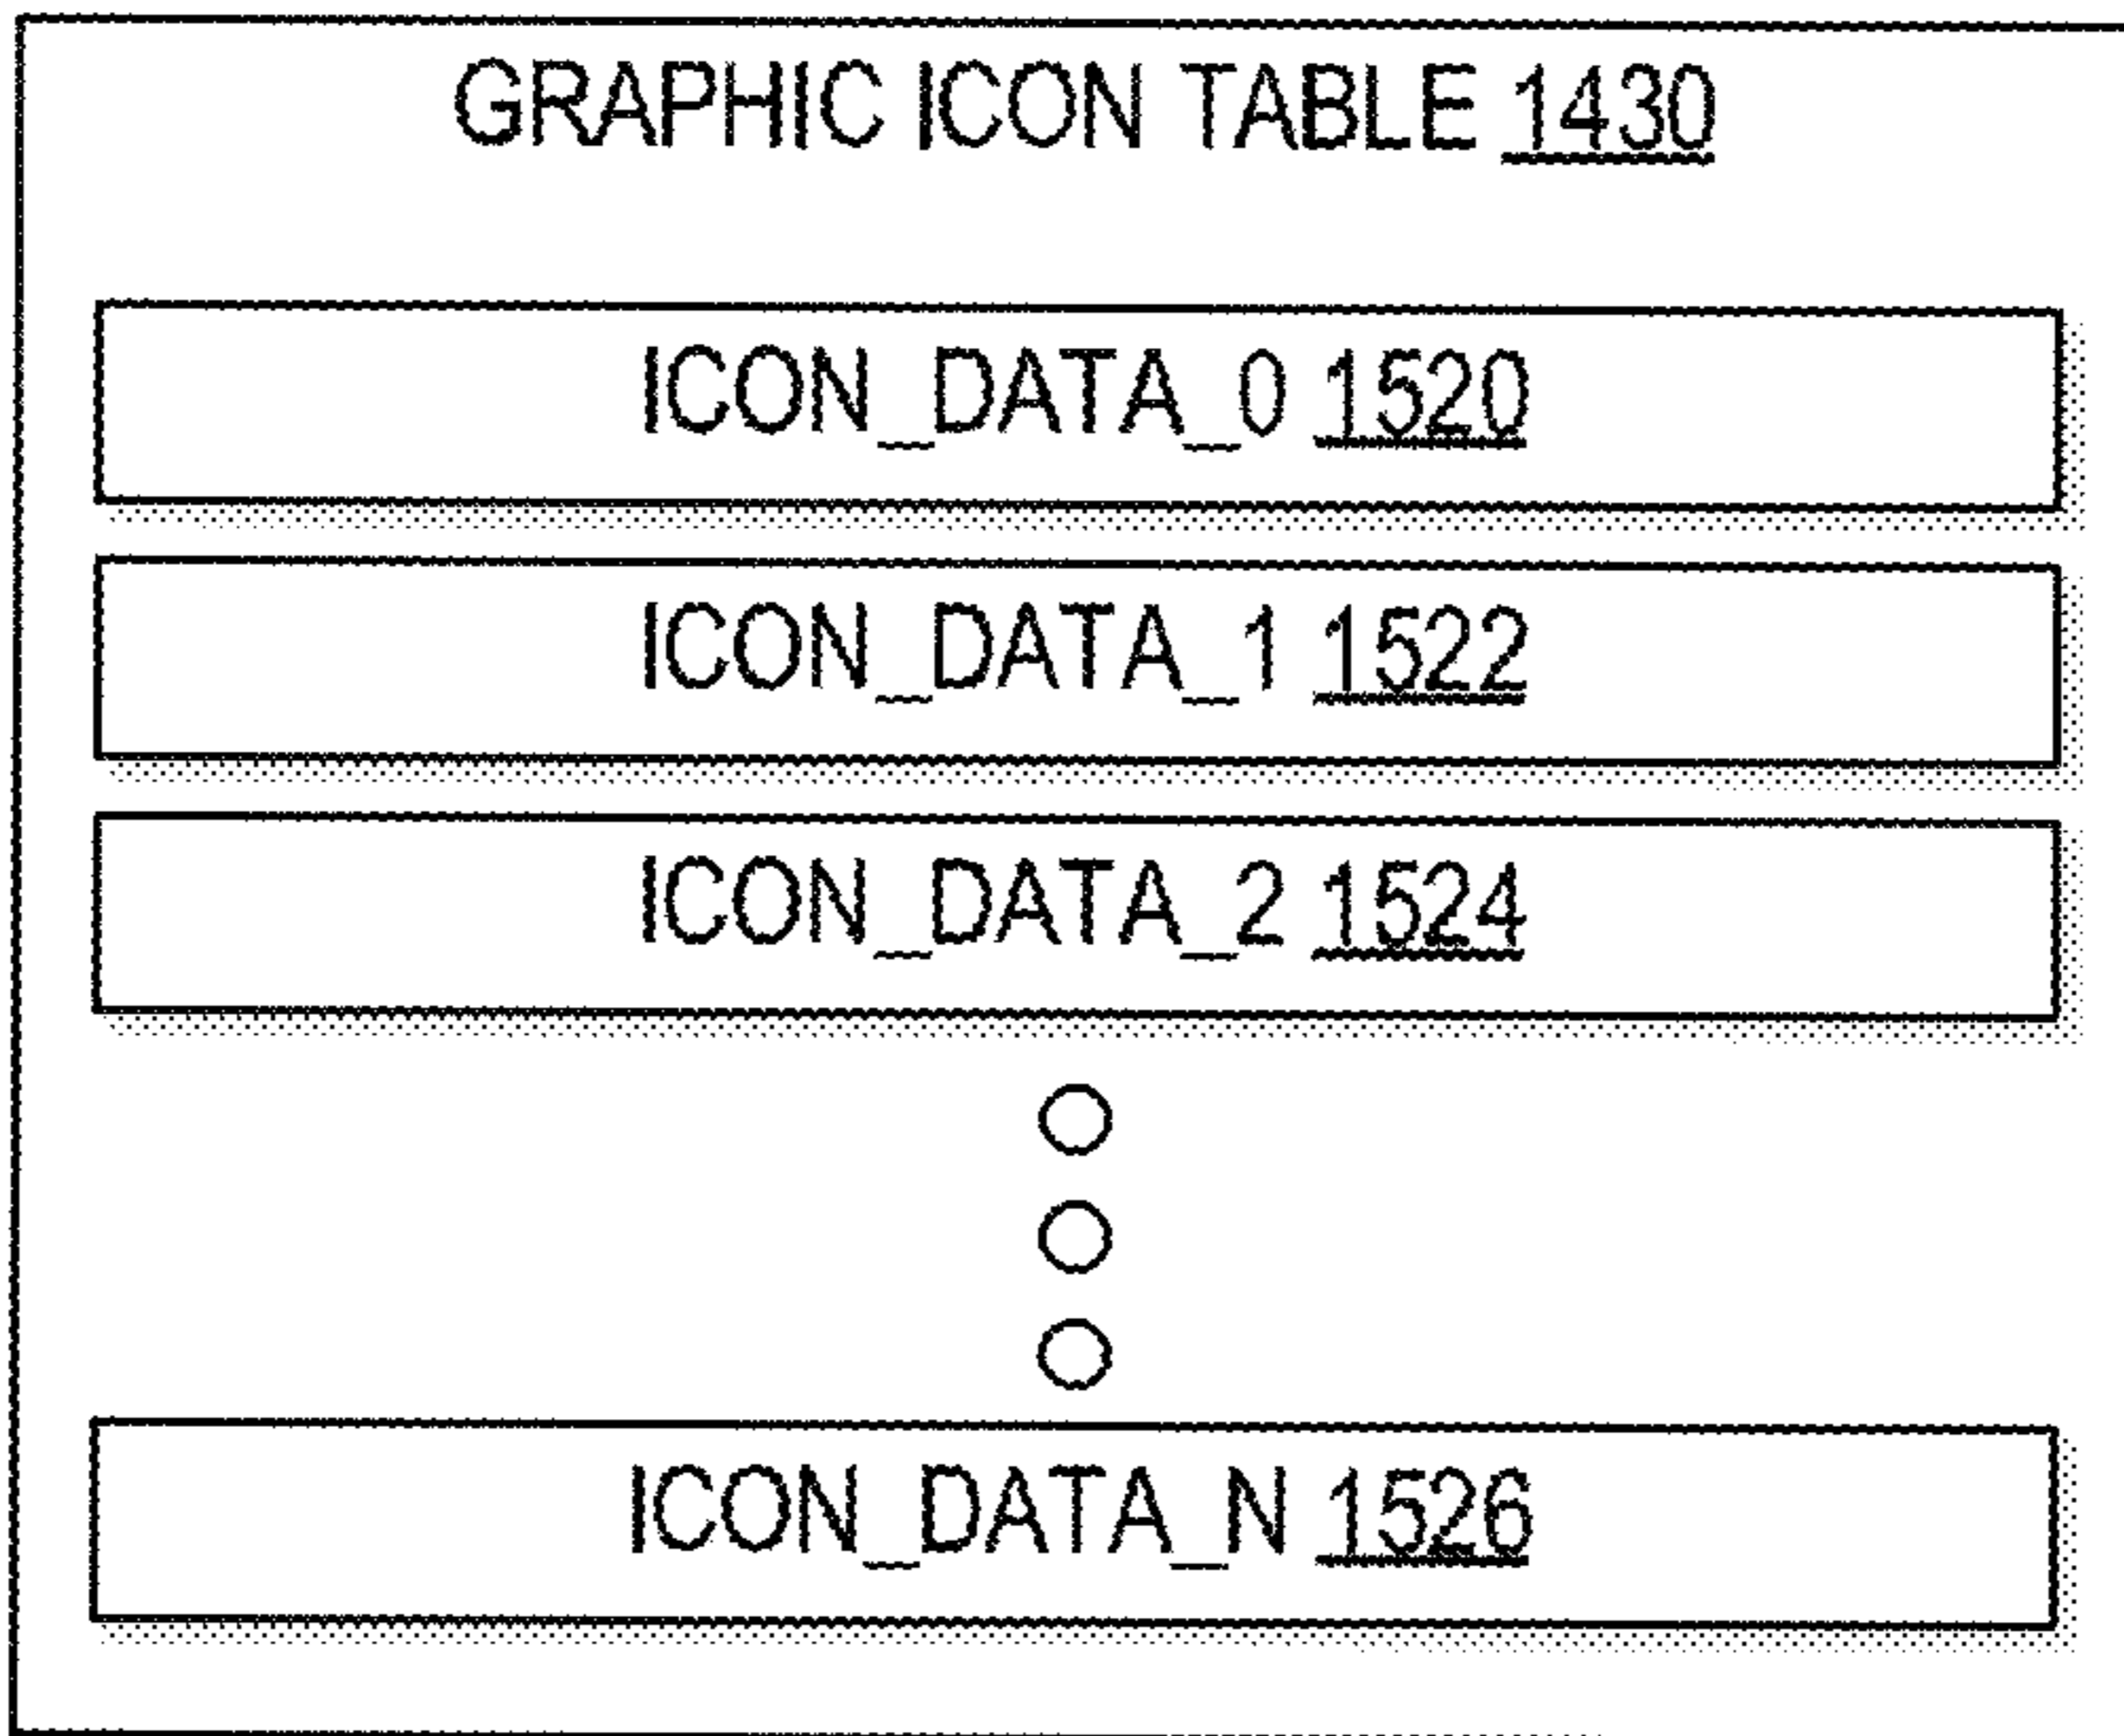 GRAPHIC ICON TABLE 1430
ICON_DATA_0 1520
ICON_DATA_1 1522
ICON_DATA_2 1524
ICON_DATA_N 1526